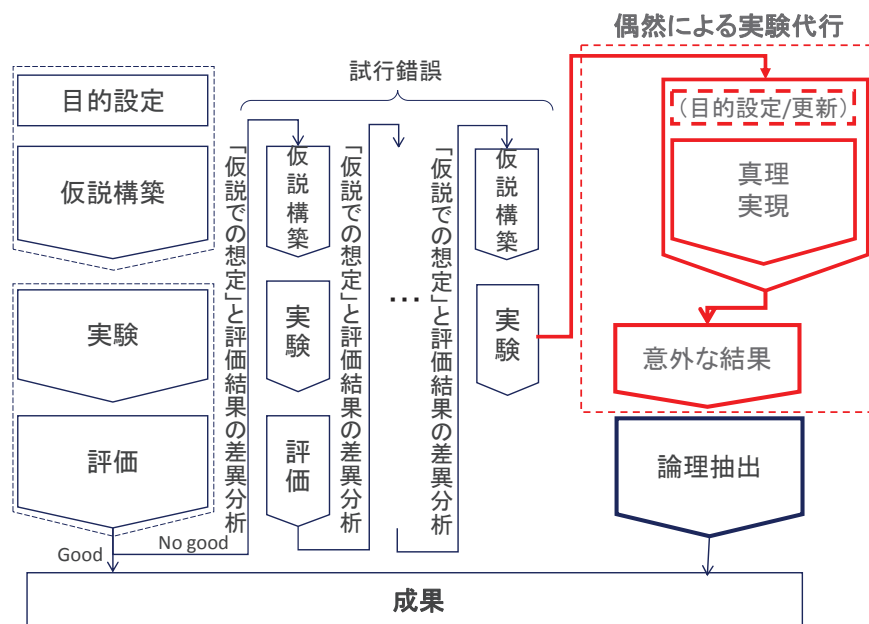 偶然による実験代行
試行錯誤
目的設定
仮説構築
実験
評価
Good
No good
「仮説での想定」と評価結果の差異分析
仮説構築
実験
評価
「仮説での想定」と評価結果の差異分析
...
「仮説での想定」と評価結果の差異分析
仮説構築
実験
(目的設定/更新)
真理
実現
意外な結果
論理抽出
成果